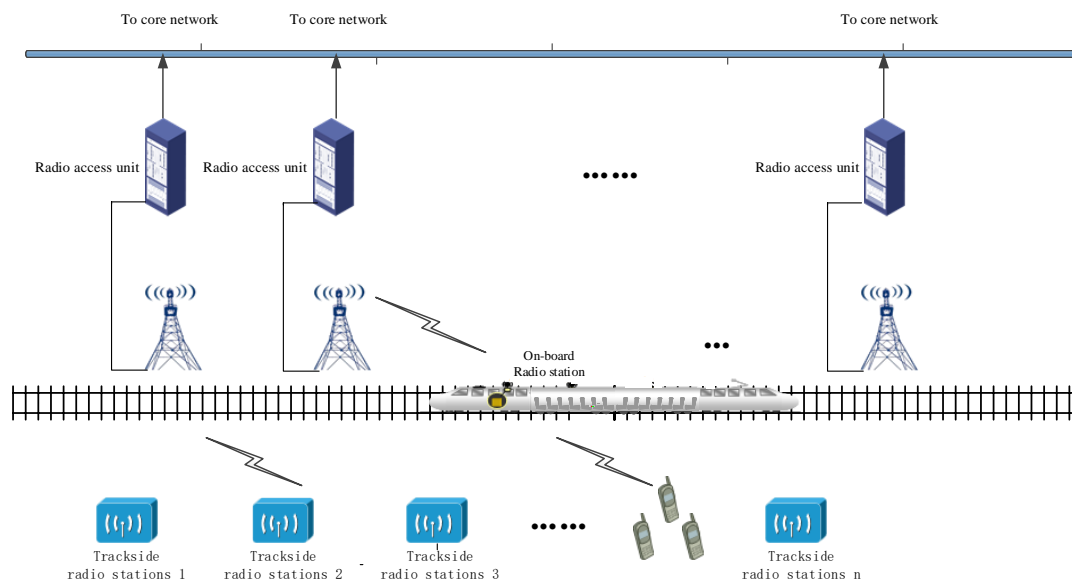 To core network
To core network
To core network
Radio access unit
Radio access unit
……
Radio access unit
…
On-board
Radio station
……
Trackside
radio stations 1
Trackside
radio stations 2
Trackside
radio stations 3
Trackside
radio stations n